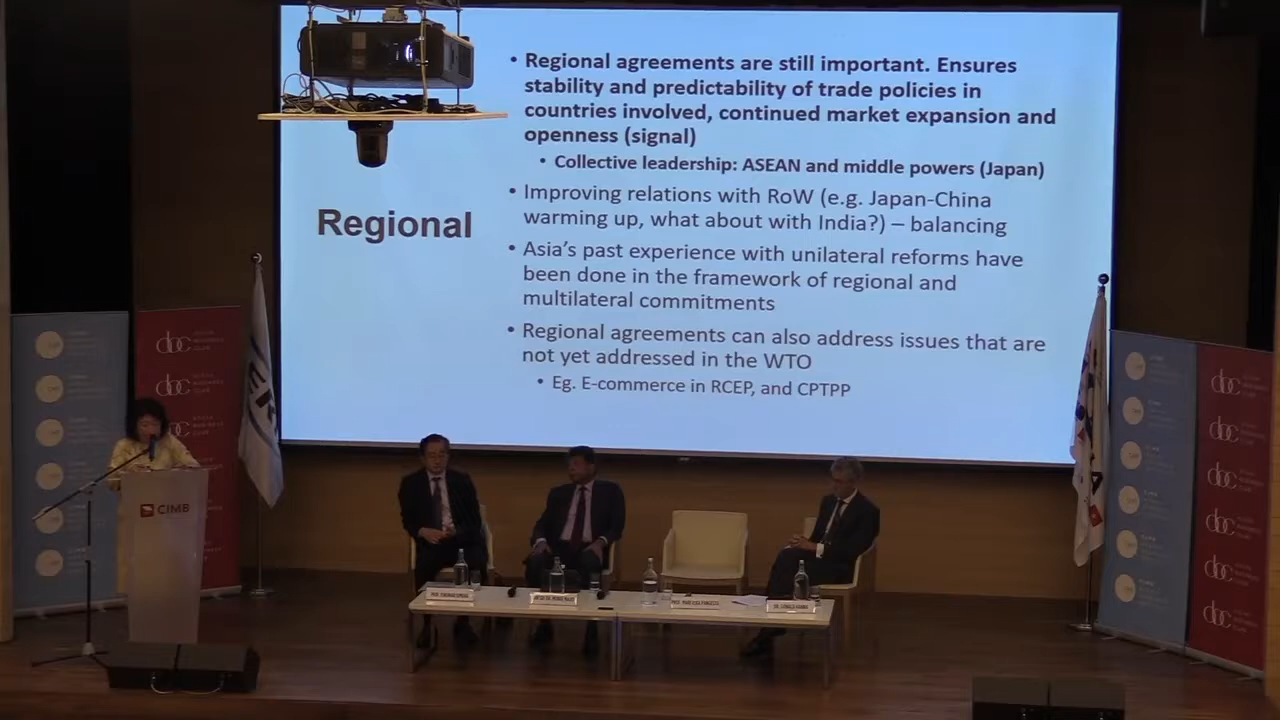 • Regional agreements are still important. Ensures
stability and predictability of trade policies in
countries involved, continued market expansion and
openness (signal)
• Collective leadership: ASEAN and middle powers (Japan)
Regional
• Improving relations with RoW (e.g. Japan-China
warming up, what about with India?) – balancing
• Asia's past experience with unilateral reforms have
been done in the framework of regional and
multilateral commitments
• Regional agreements can also address issues that are
not yet addressed in the WTO
• Eg. E-commerce in RCEP, and CPTPP
CIMB